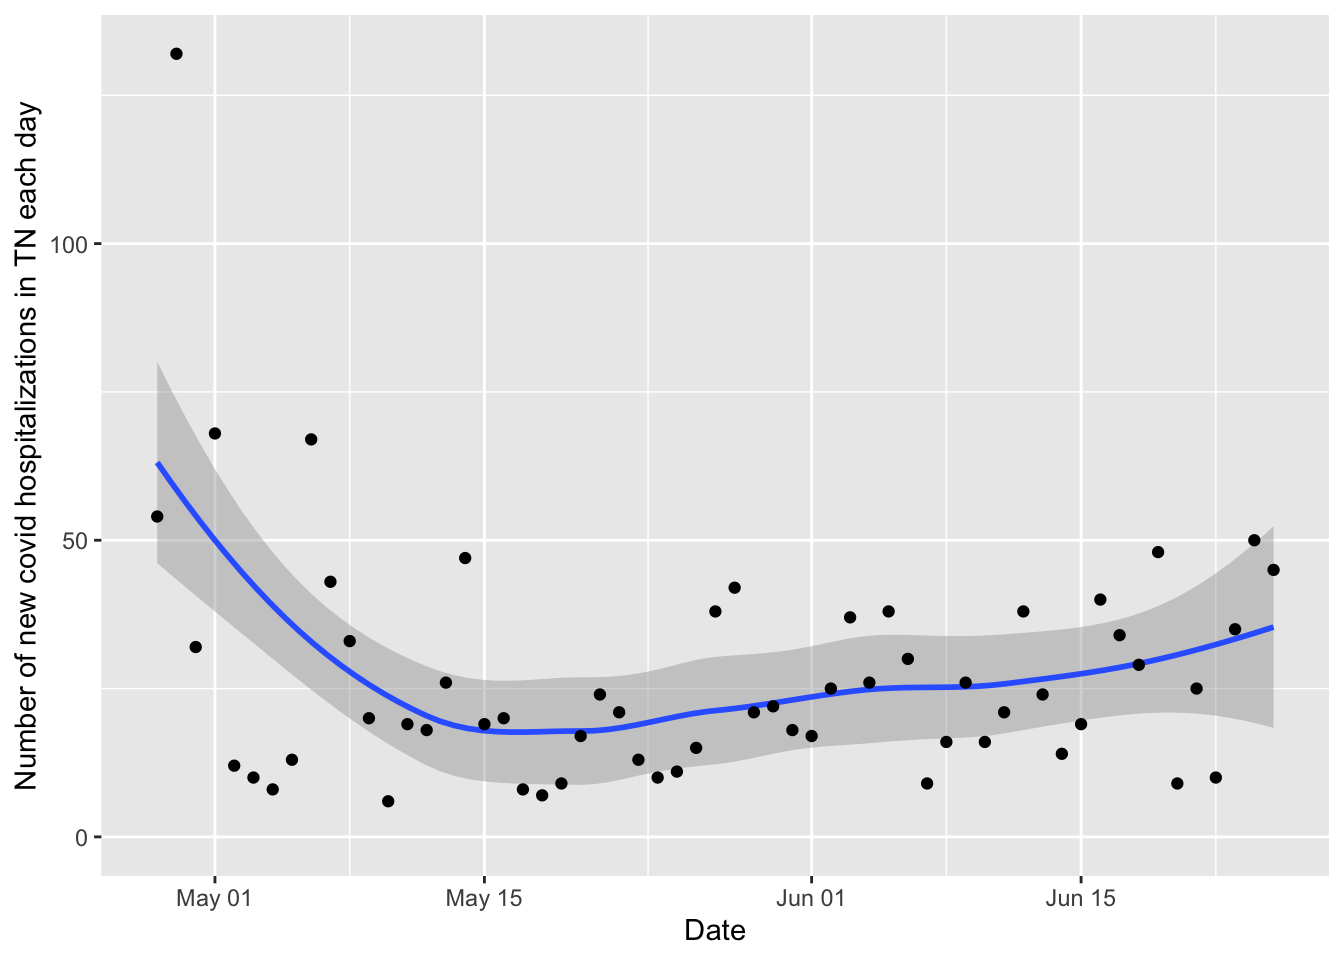 Number of new covid hospitalizations in TN each day
100
50
0
May 01
May 15
Jun 01
Jun 15
Date